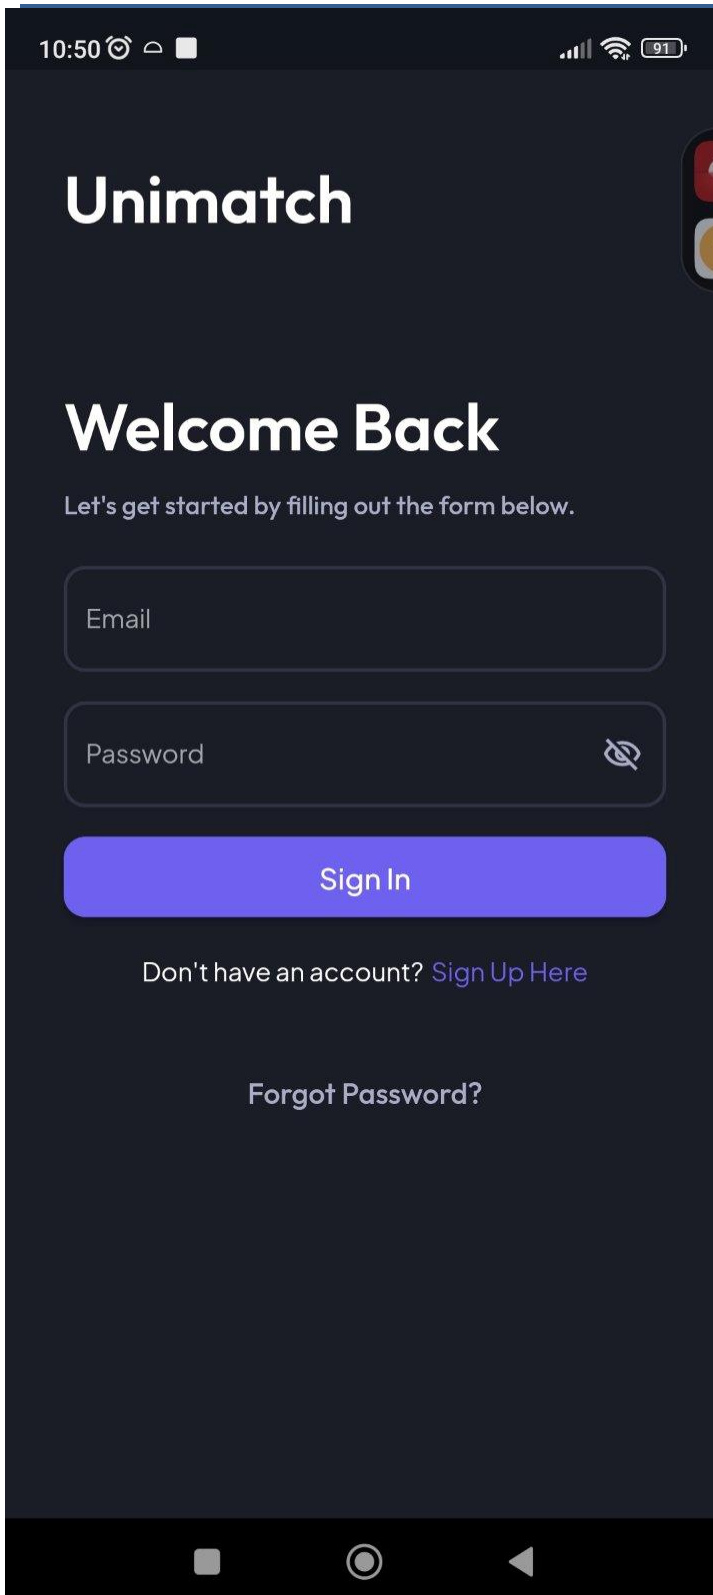 10:50
91
Unimatch
Welcome Back
Let's get started by filling out the form below.
Email
Password
Sign In
Don't have an account? Sign Up Here
Forgot Password?